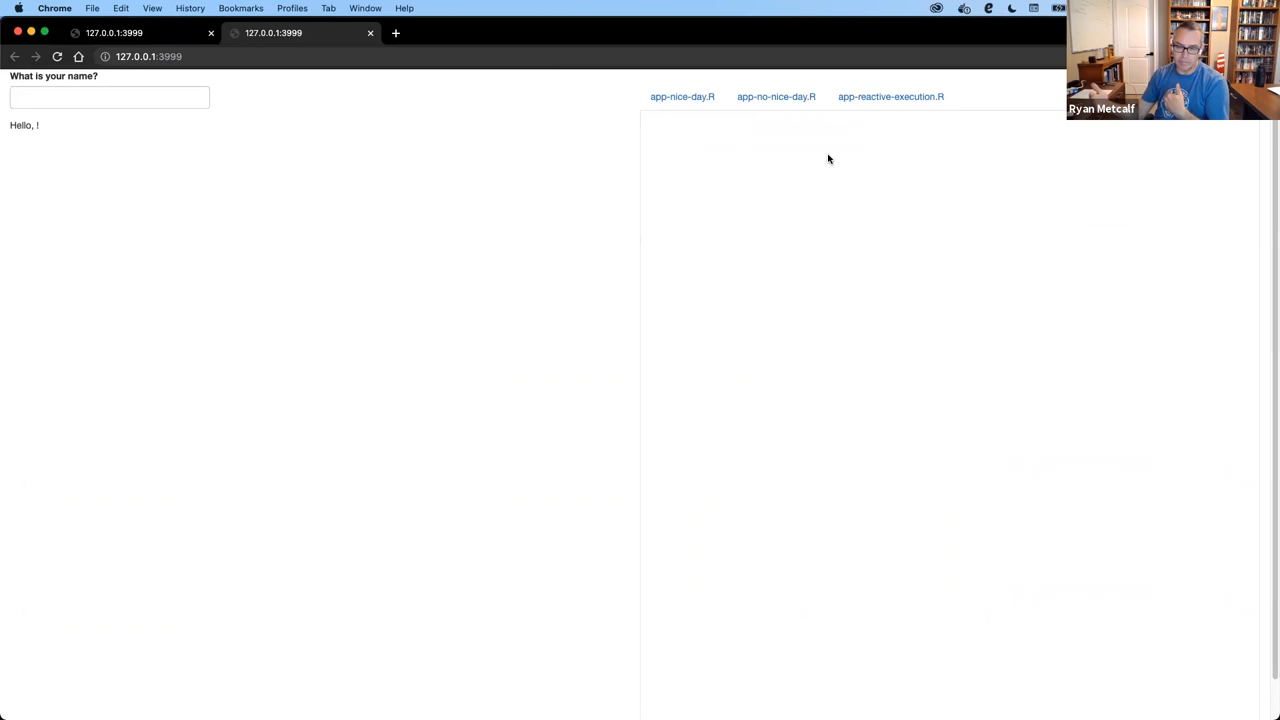 Chrome File Edit View History Bookmarks Profiles Tab Window Help
127.0.0.1:3999 127.0.0.1:3999
127.0.0.1:3999
What is your name?
app-nice-day.R app-no-nice-day.R app-reactive-execution.R
Hello, !
Ryan Metcalf